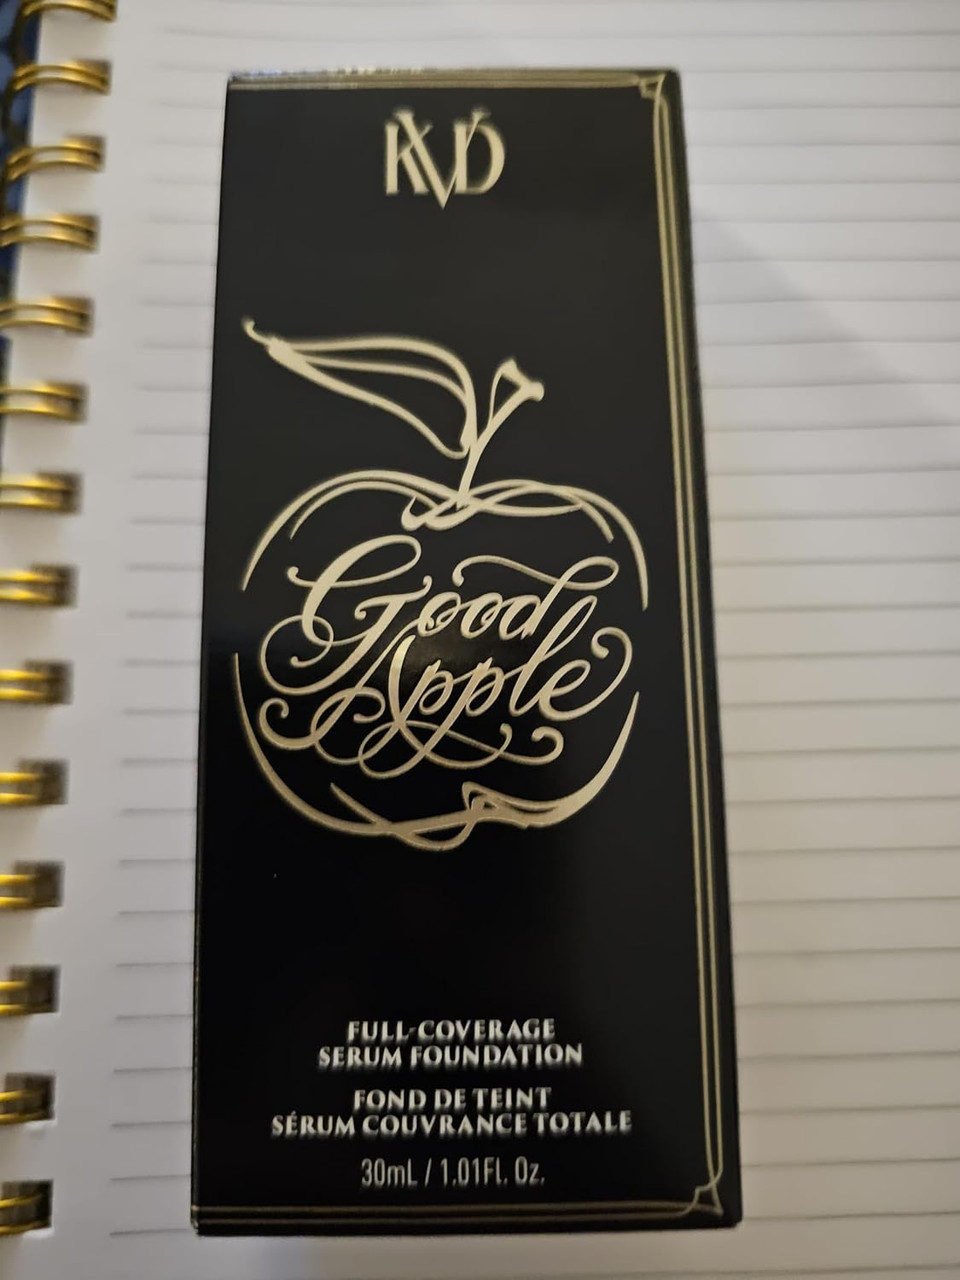 KVD
Good
Apple
FULL-COVERAGE
SERUM FOUNDATION
FOND DE TEINT
SÉRUM COUVRANCE TOTALE
30mL / 1.01FL. Oz.